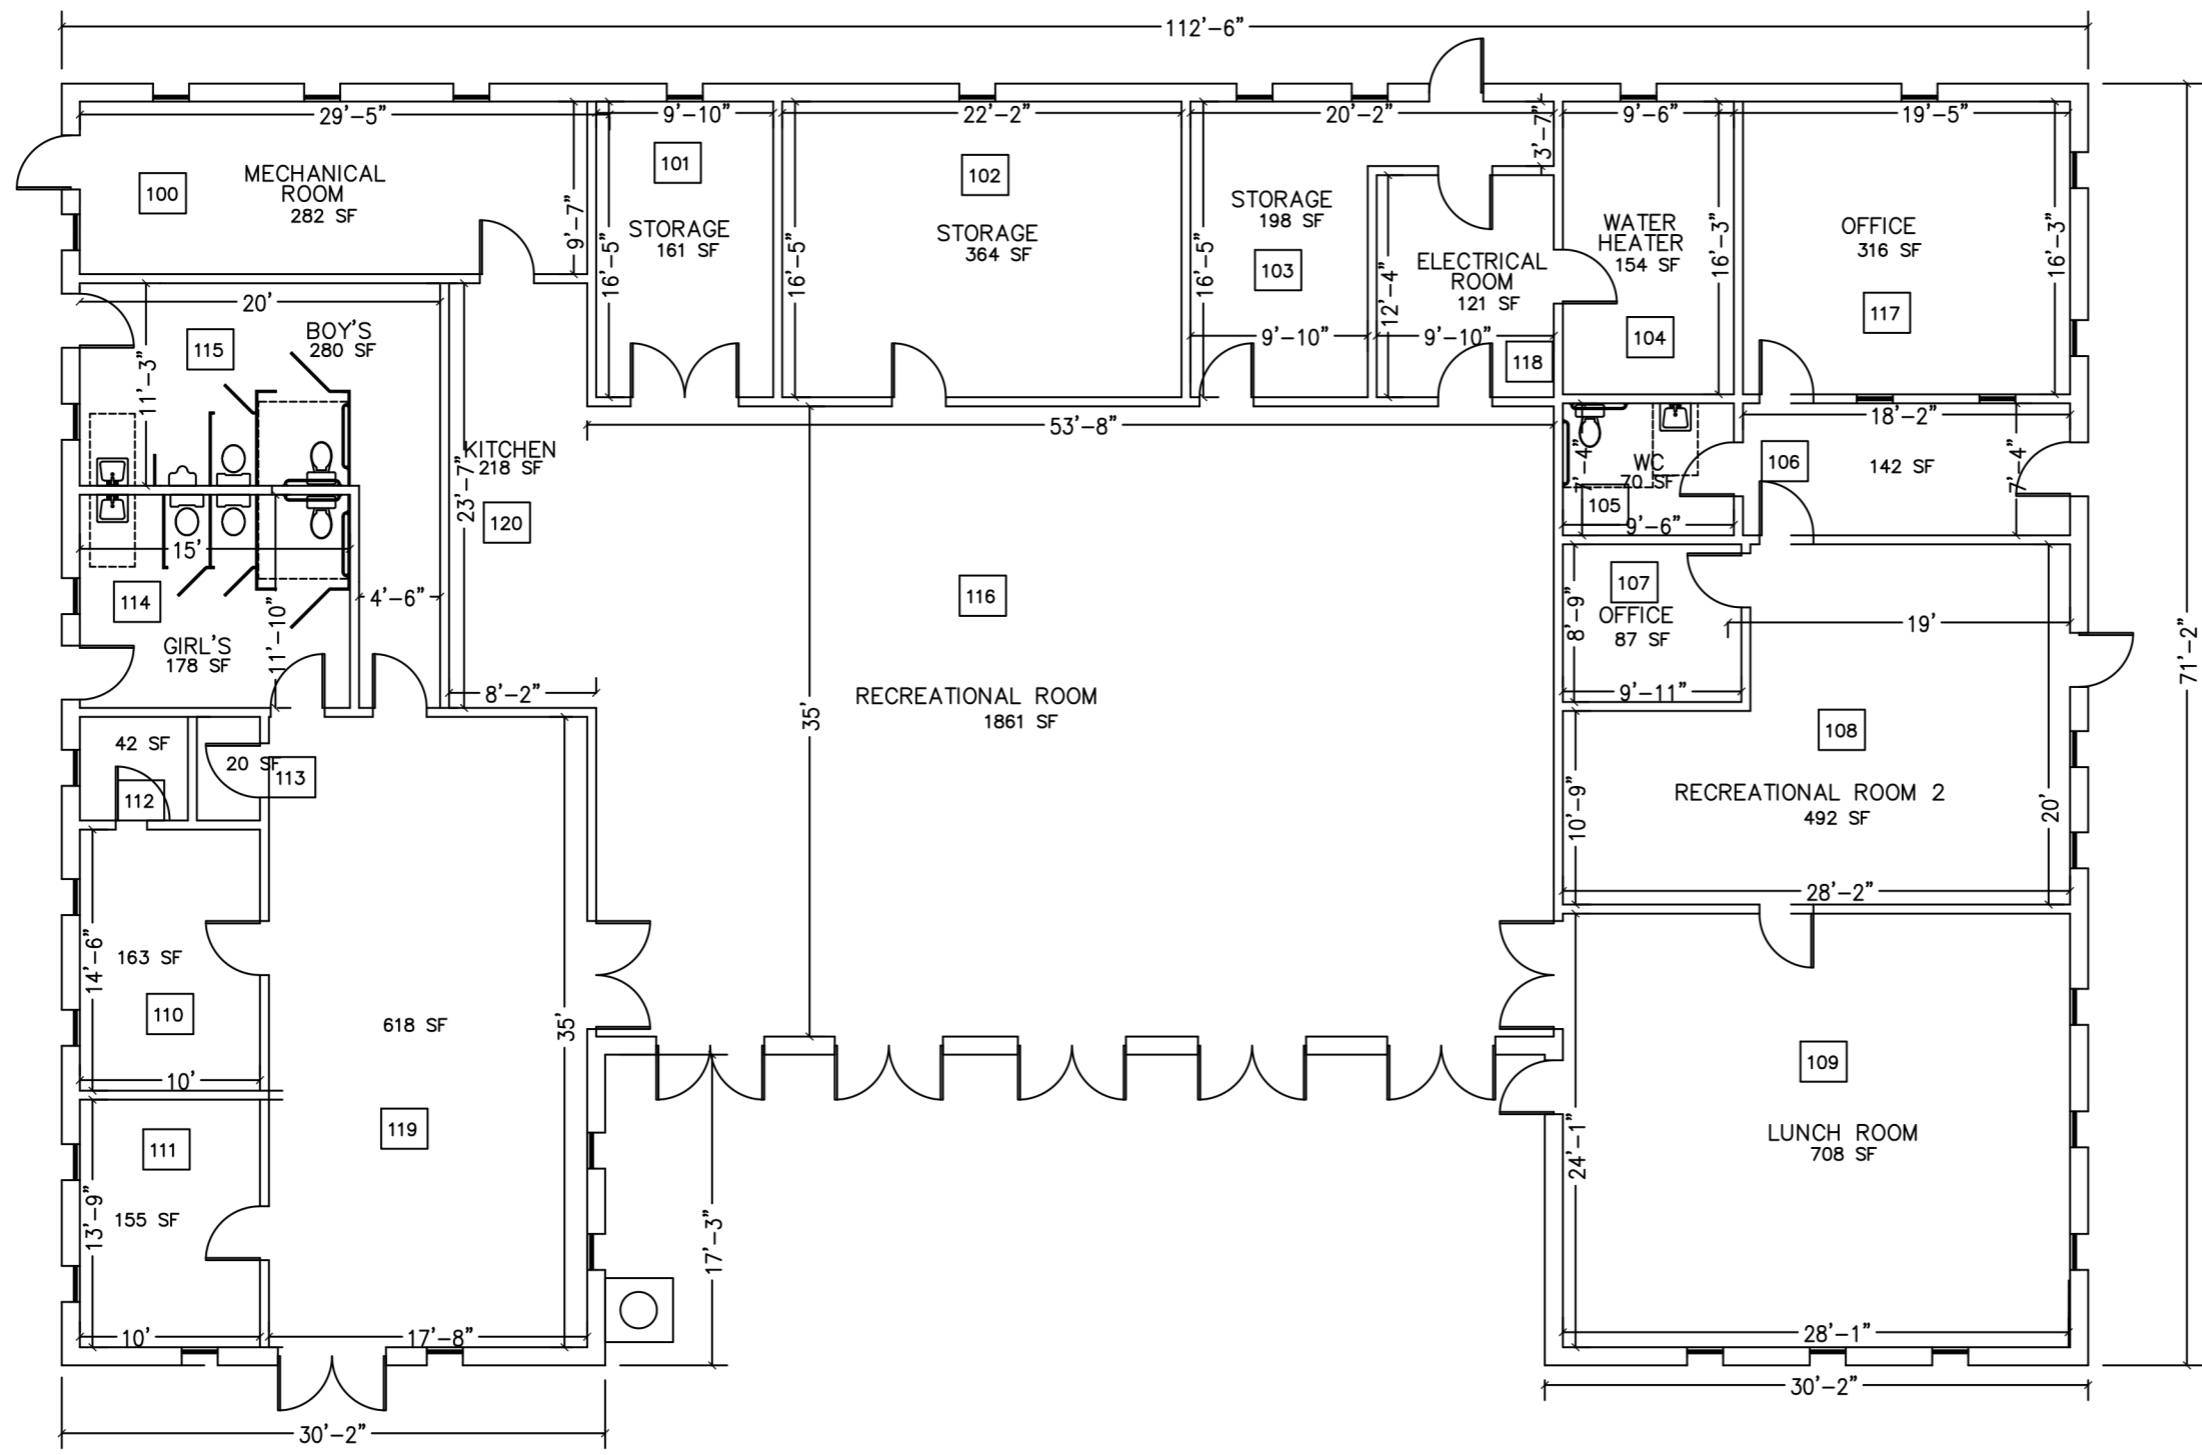 112'-6"
29'-5"
9'-10"
22'-2"
20'-2"
3'-7"
9'-6"
19'-5"
100
MECHANICAL
ROOM
282 SF
9'-7"
101
STORAGE
161 SF
16'-5"
102
STORAGE
364 SF
16'-5"
STORAGE
198 SF
103
16'-5"
9'-10"
ELECTRICAL
ROOM
121 SF
12'-4"
9'-10"
118
WATER
HEATER
154 SF
16'-3"
104
OFFICE
316 SF
117
16'-3"
20'
115
BOY'S
280 SF
11'-3"
KITCHEN
218 SF
23'-7"
120
53'-8"
18'-2"
WC
70 SF
105
9'-6"
106
142 SF
7'-4"
15'
114
GIRL'S
178 SF
11'-10"
4'-6"
8'-2"
116
RECREATIONAL ROOM
1861 SF
35'
107
OFFICE
87 SF
8'-9"
9'-11"
19'
71'-2"
108
RECREATIONAL ROOM 2
492 SF
10'-9"
20'
28'-2"
42 SF
112
20 SF
113
163 SF
14'-6"
110
10'
618 SF
35'
119
111
155 SF
13'-9"
10'
17'-8"
17'-3"
109
LUNCH ROOM
708 SF
24'-1"
28'-1"
30'-2"
30'-2"